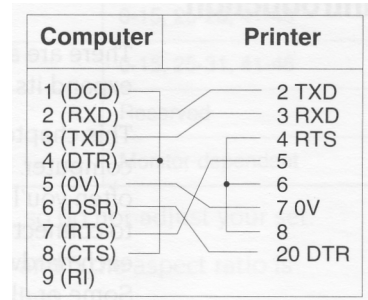 Computer Printer
1 (DCD) 2 TXD
2 (RXD) 3 RXD
3 (TXD) 4 RTS
4 (DTR) 6
5 (0V) 7 0V
6 (DSR) 8
7 (RTS) 20 DTR
8 (CTS)
9 (RI)